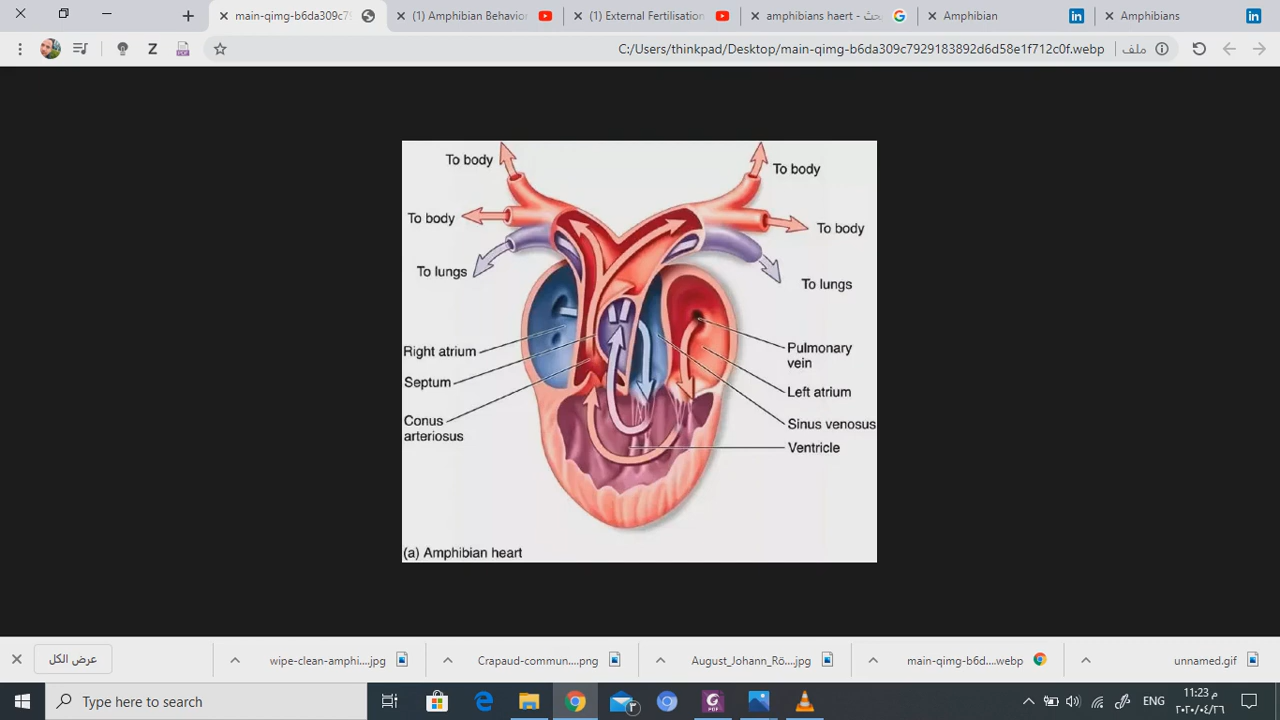 main-qimg-b6da309c7!
(1) Amphibian Behavior
(1) External Fertilisation
amphibians haert - بحث
Amphibian
Amphibians
C:/Users/thinkpad/Desktop/main-qimg-b6da309c7929183892d6d58e1f712c0f.webp
ملف
To body
To body
To body
To body
To lungs
To lungs
Right atrium
Pulmonary
vein
Septum
Left atrium
Conus
arteriosus
Sinus venosus
Ventricle
(a) Amphibian heart
عرض الكل
wipe-clean-amphi....jpg
Crapaud-commun....png
August_Johann_Rö....jpg
main-qimg-b6d....webp
unnamed.gif
Type here to search
ENG
11:23 م
٢٠٢٠/٠٤/٢٦